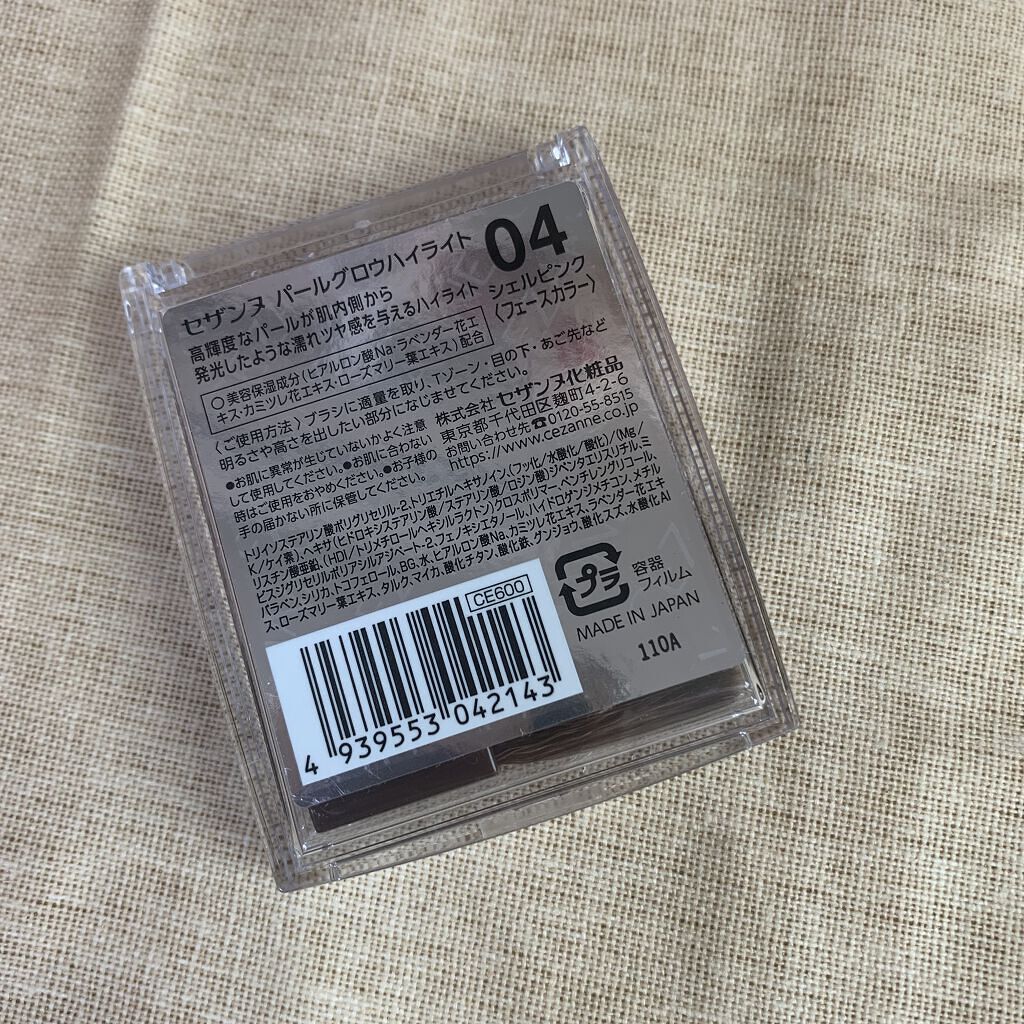 セザンヌ パールグロウハイライト
04
高輝度なパールが肌内側から
発光したような濡れツヤ感を与えるハイライト
シェルピンク
〈フェースカラー〉
○美容保湿成分(ヒアルロン酸Na・ラベンダー花エ
キス・カミツレ花エキス・ローズマリー葉エキス)配合
〈ご使用方法〉ブラシに適量を取り、Tゾーン・目の下・あご先など
明るさや高さを出したい部分になじませてください。
●お肌に異常が生じていないかよく注意
して使用してください。●お肌に合わない
時はご使用をおやめください。●お子様の
手の届かない所に保管してください。
株式会社セザンヌ化粧品
東京都千代田区麹町4-2-6
お問い合わせ先☎0120-55-8515
https://www.cezanne.co.jp
トリイソステアリン酸ポリグリセリル-2、トリエチルヘキサノイン、(フッ化/水酸化/酸化)/(Mg/
K/ケイ素)、ヘキサ(ヒドロキシステアリン酸/ステアリン酸/ロジン酸)ジペンタエリスリチル、ミ
リスチン酸亜鉛、(HDI/トリメチロールヘキシルラクトン)クロスポリマー、ペンチレングリコール、
ビスジグリセリルポリアシルアジペート-2、フェノキシエタノール、ハイドロゲンジメチコン、メチル
パラベン、シリカ、トコフェロール、BG、水、ヒアルロン酸Na、カミツレ花エキス、ラベンダー花エキ
ス、ローズマリー葉エキス、タルク、マイカ、酸化チタン、酸化鉄、グンジョウ、酸化スズ、水酸化Al
CE600
4 939553 042143
プラ
容器
フィルム
MADE IN JAPAN
110A